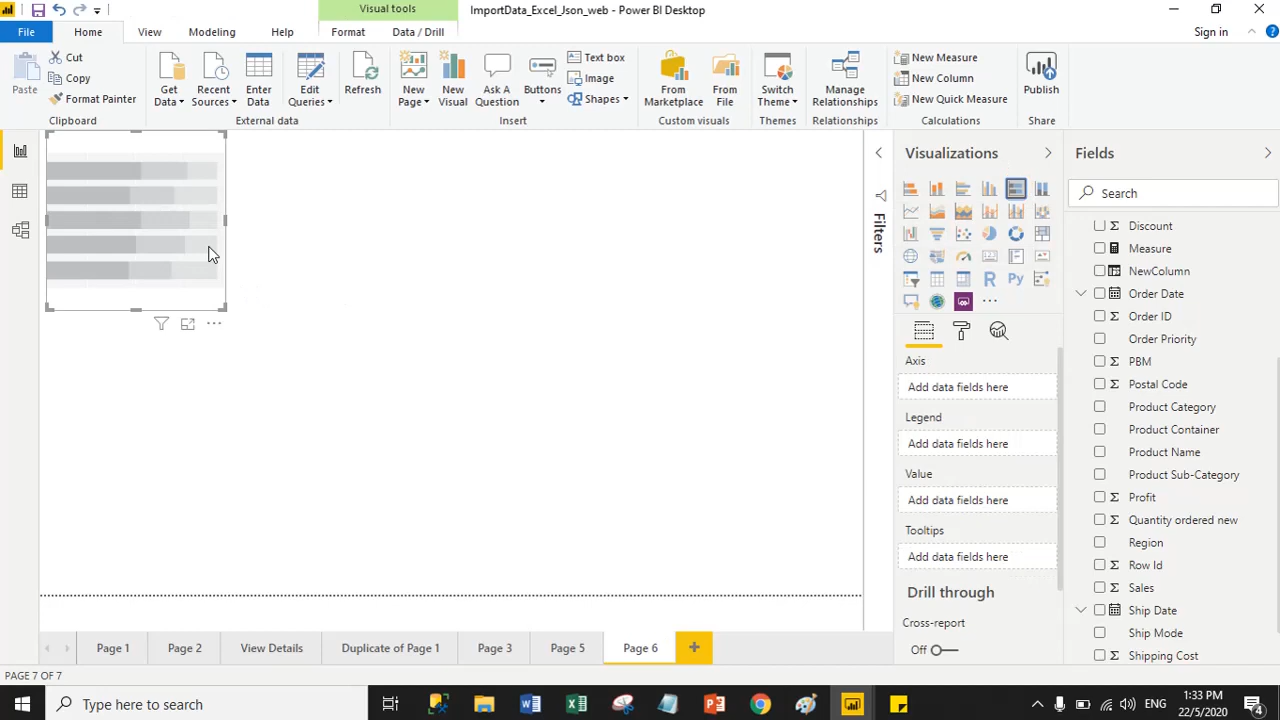 Visual tools
ImportData_Excel_Json_web - Power BI Desktop
File
Home
View
Modeling
Help
Format
Data / Drill
Sign in
Paste
Cut
Copy
Format Painter
Clipboard
Get Data
Recent Sources
Enter Data
Edit Queries
Refresh
External data
New Page
New Visual
Ask A Question
Buttons
Text box
Image
Shapes
Insert
From Marketplace
From File
Custom visuals
Switch Theme
Themes
Manage Relationships
Relationships
New Measure
New Column
New Quick Measure
Calculations
Publish
Share
Filters
Visualizations
R
Py
Axis
Add data fields here
Legend
Add data fields here
Value
Add data fields here
Tooltips
Add data fields here
Drill through
Cross-report
Off
Fields
Search
Discount
Measure
NewColumn
Order Date
Order ID
Order Priority
PBM
Postal Code
Product Category
Product Container
Product Name
Product Sub-Category
Profit
Quantity ordered new
Region
Row Id
Sales
Ship Date
Ship Mode
Shipping Cost
Page 1
Page 2
View Details
Duplicate of Page 1
Page 3
Page 5
Page 6
PAGE 7 OF 7
Type here to search
ENG
1:33 PM
22/5/2020
4